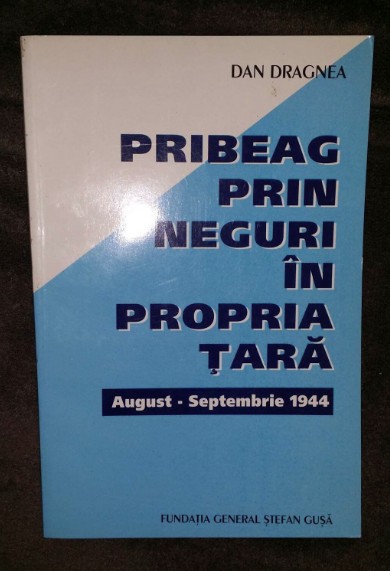 DAN DRAGNEA
PRIBEAG
PRIN
NEGURI
ÎN
PROPRIA
ŢARĂ
August - Septembrie 1944
FUNDAŢIA GENERAL ŞTEFAN GUŞĂ